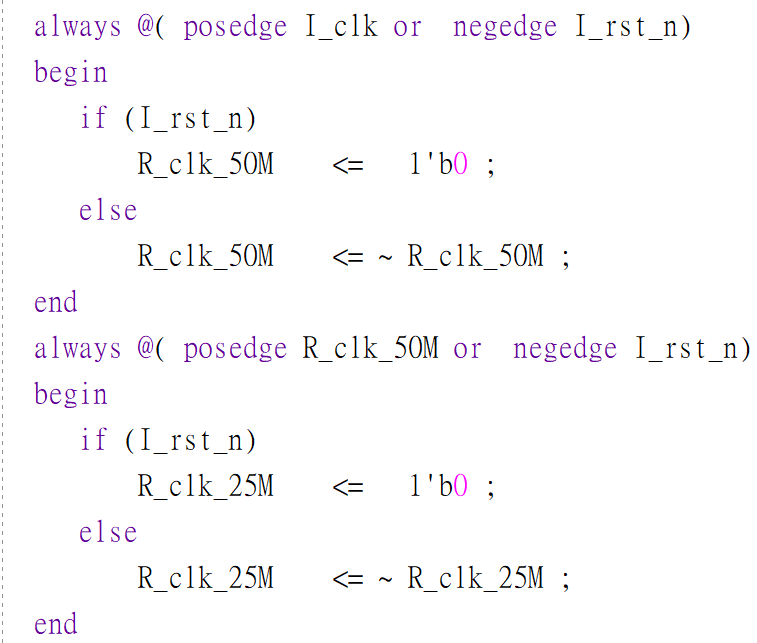 always @( posedge I_clk or  negedge I_rst_n)
begin
   if (I_rst_n)
      R_clk_50M    <=   1'b0 ;
   else
      R_clk_50M    <= ~ R_clk_50M ;
end
always @( posedge R_clk_50M or  negedge I_rst_n)
begin
   if (I_rst_n)
      R_clk_25M    <=   1'b0 ;
   else
      R_clk_25M    <= ~ R_clk_25M ;
end